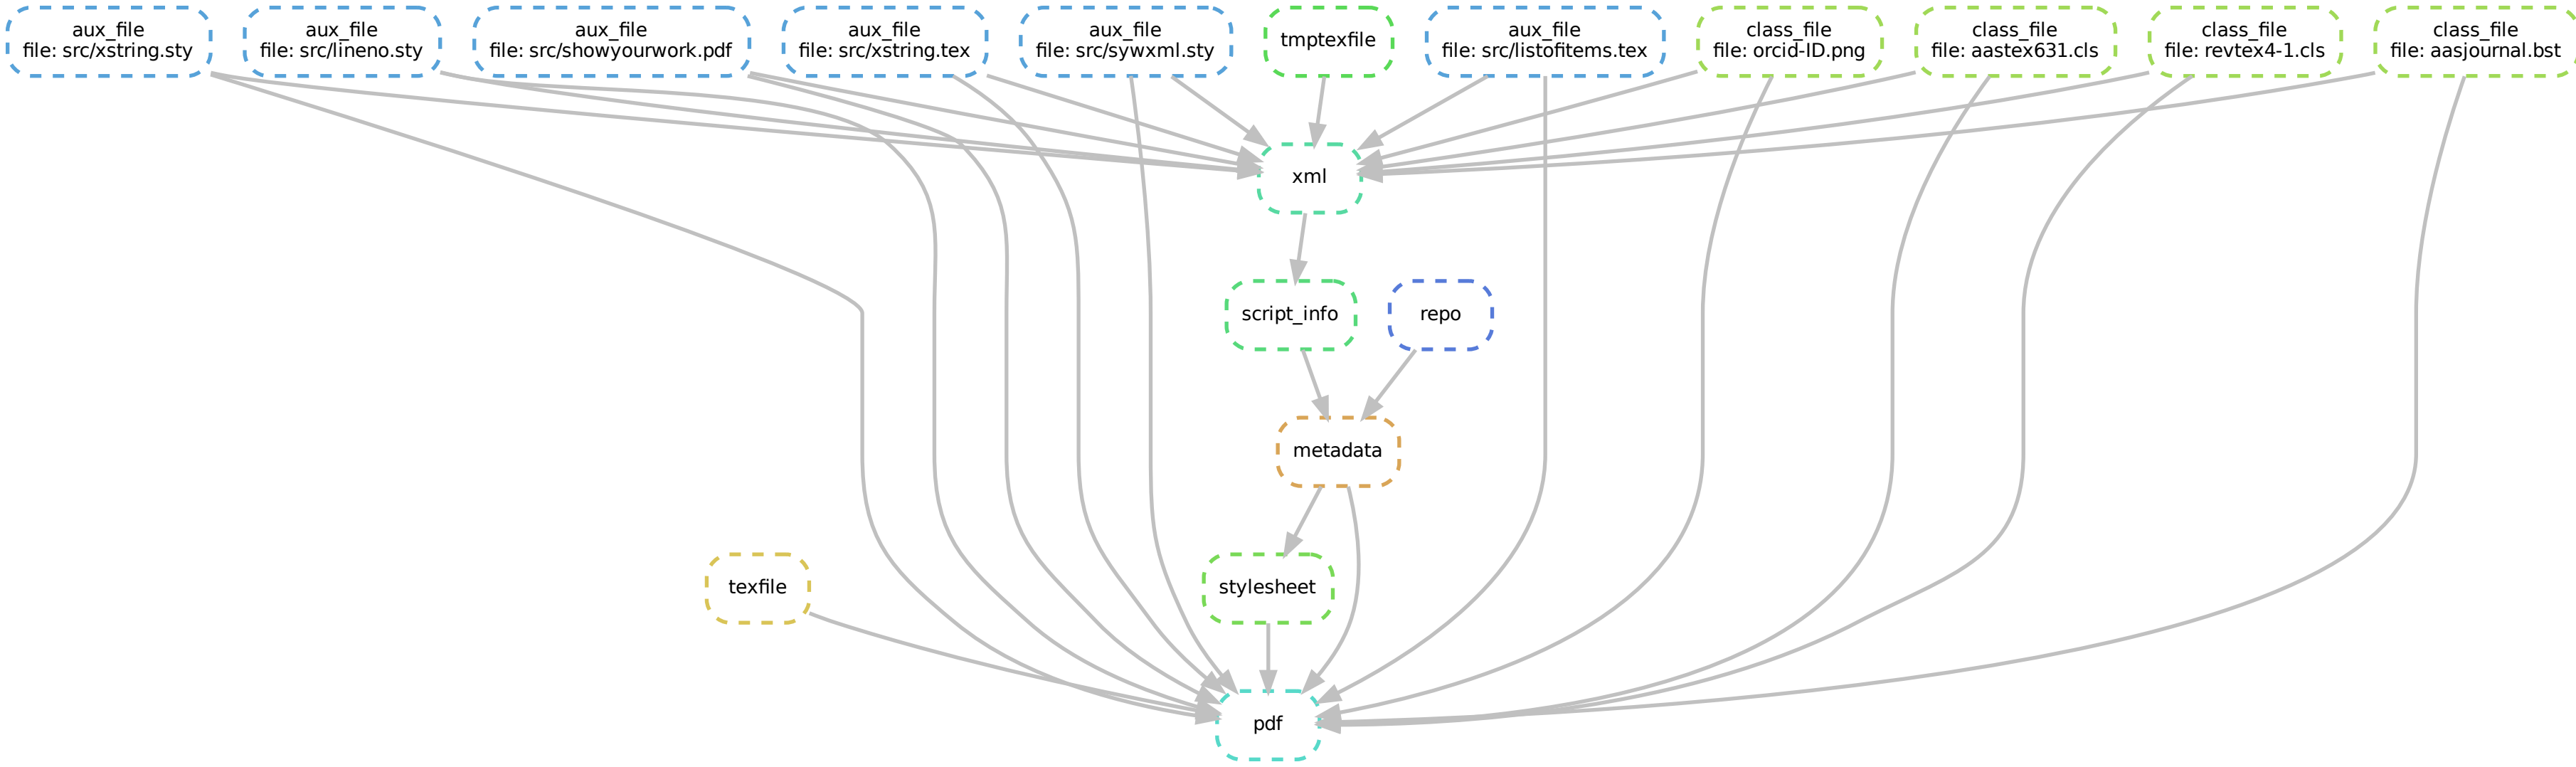 aux_file
file: src/xstring.sty
aux_file
file: src/lineno.sty
aux_file
file: src/showyourwork.pdf
aux_file
file: src/xstring.tex
aux_file
file: src/sywxml.sty
tmptexfile
aux_file
file: src/listofitems.tex
class_file
file: orcid-ID.png
class_file
file: aastex631.cls
class_file
file: revtex4-1.cls
class_file
file: aasjournal.bst
xml
script_info
repo
metadata
texfile
stylesheet
pdf